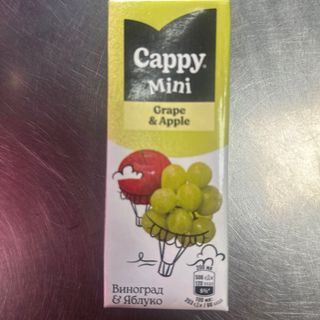 Cappy
Mini
Grape
& Apple
Виноград
& Яблуко